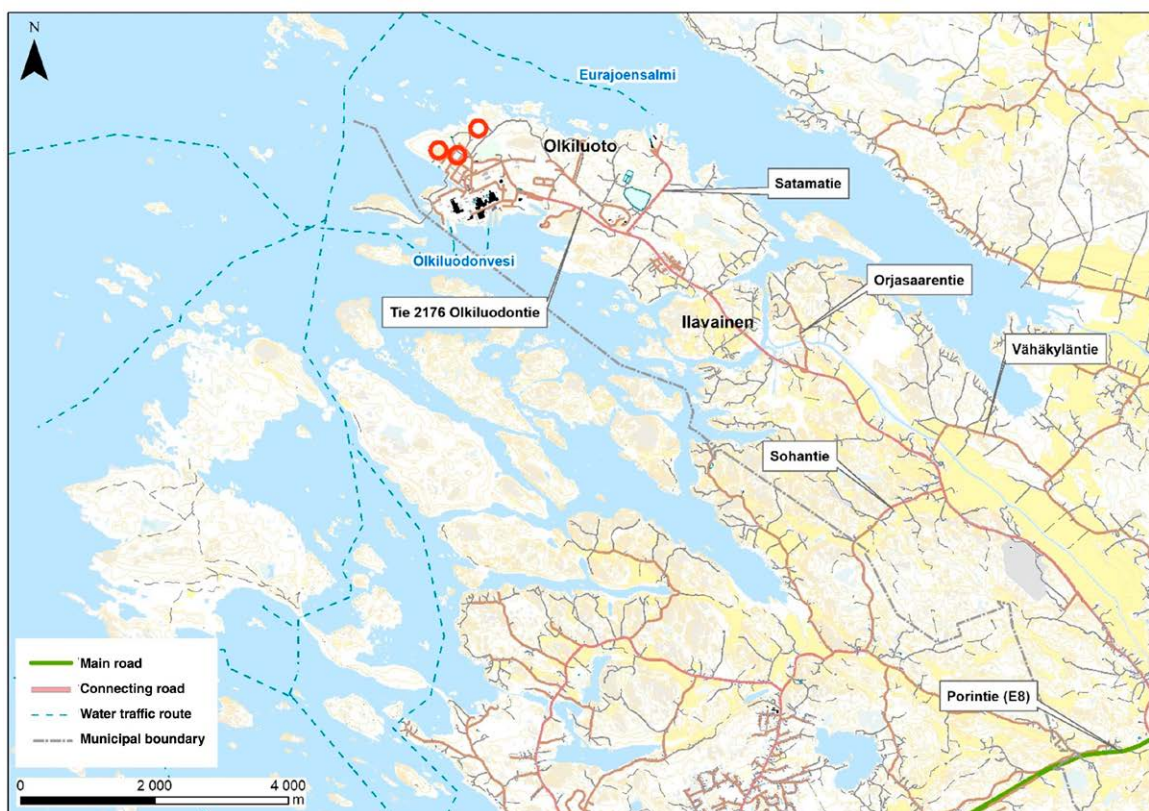 N
Eurajoensalmi
Olkiluoto
Satamatie
Olkiluodonvesi
Orjasaarentie
Tie 2176 Olkiluodontie
Ilavainen
Vähäkyläntie
Sohantie
Main road
Connecting road
Water traffic route
Municipal boundary
Porintie (E8)
0 2 000 4 000
m